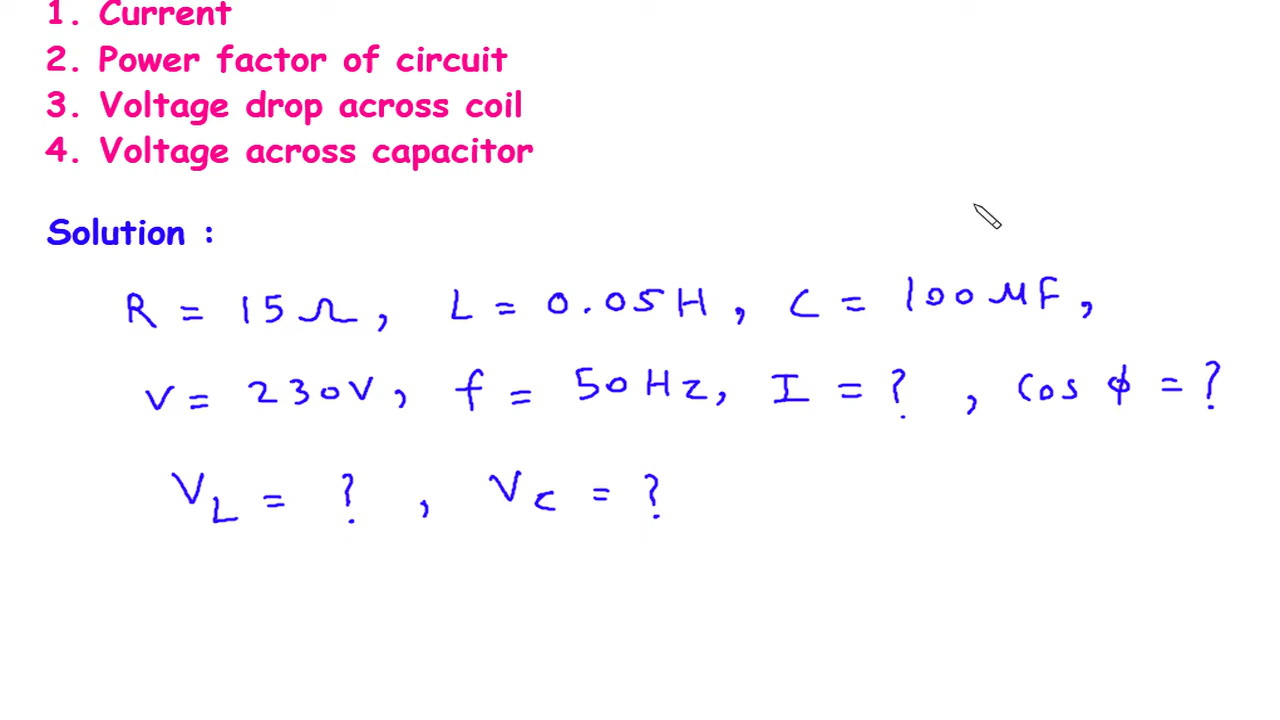 1. Current
2. Power factor of circuit
3. Voltage drop across coil
4. Voltage across capacitor
Solution :
R = 15Ω, L = 0.05H, C = 100μF,
V = 230V, f = 50Hz, I = ?, Cos ϕ = ?
V_L = ?, V_C = ?